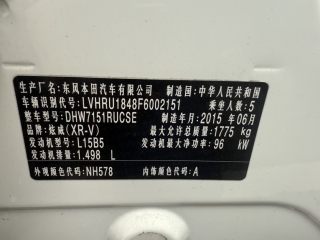 生产厂名:东风本田汽车有限公司 制造国:中华人民共和国
车辆识别代号:LVHRU1848F6002151 乘坐人数:5
整车型号:DHW7151RUCSE 制造年月:2015 年06月
品牌:炫威(XR-V) 最大允许总质量:1775 kg
发动机型号:L15B5 发动机最大净功率:96 kW
发动机排量:1.498 L
外观颜色代码:NH578 内饰颜色代码:A